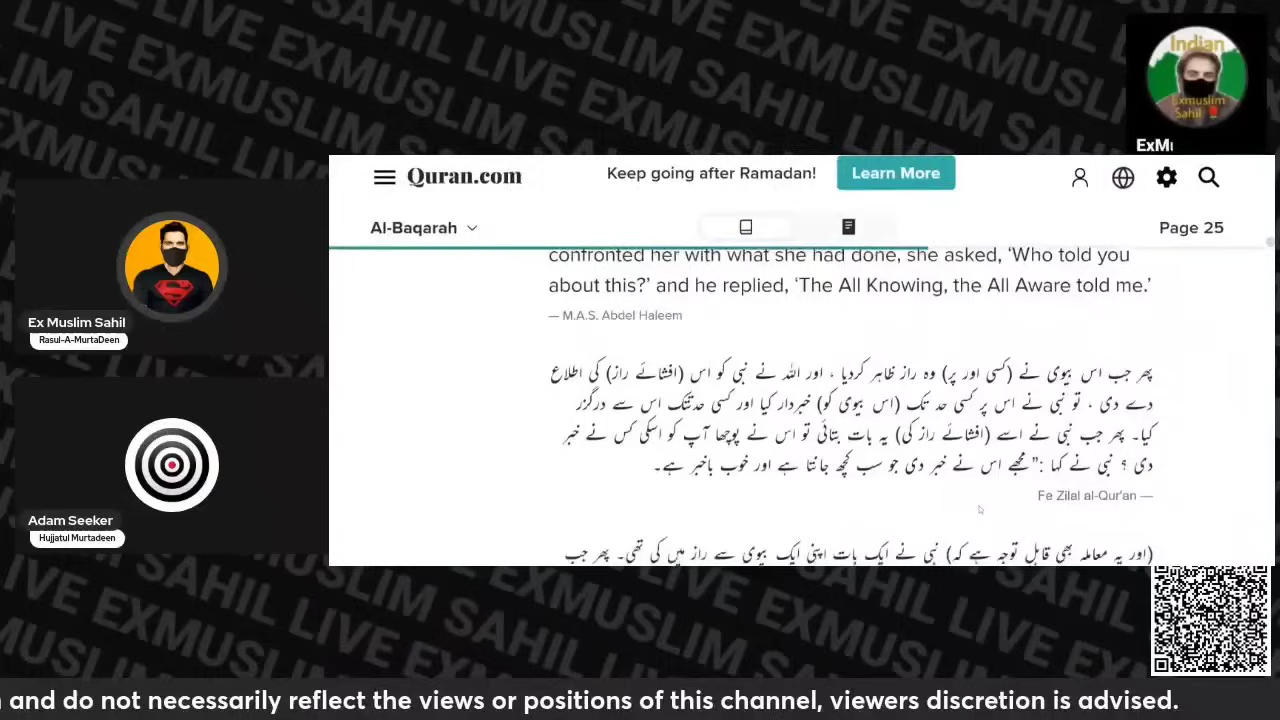 LIVE EXMUSLIM SAHIL LIVE EXMUSLIM SAHIL LIVE
Indian
Exmuslim
Sahil
ExMu
Quran.com
Keep going after Ramadan!
Learn More
Al-Baqarah
Page 25
confronted her with what she had done, she asked, ‘Who told you
about this?’ and he replied, ‘The All Knowing, the All Aware told me.’
— M.A.S. Abdel Haleem
پھر جب اس بیوی نے (کسی اور پر) وہ راز ظاہر کردیا ، اور اللہ نے نبی کو اس (افشائے راز) کی اطلاع
دے دی ، تو نبی نے اس پر کسی حد تک (اس بیوی کو) خبردار کیا اور کسی حدتک اس سے درگزر
کیا۔ پھر جب نبی نے اسے (افشائے راز کی) یہ بات بتائی تو اس نے پوچھا آپ کو اسکی کس نے خبر
دی ؟ نبی نے کہا :”مجھے اس نے خبر دی جو سب کچھ جانتا ہے اور خوب باخبر ہے۔
Fe Zilal al-Qur'an —
(اور یہ معاملہ بھی قابل توجہ ہے کہ) نبی نے ایک بات اپنی ایک بیوی سے راز میں کی تھی۔ پھر جب
Ex Muslim Sahil
Rasul-A-MurtaDeen
Adam Seeker
Hujjatul Murtadeen
and do not necessarily reflect the views or positions of this channel, viewers discretion is advised.